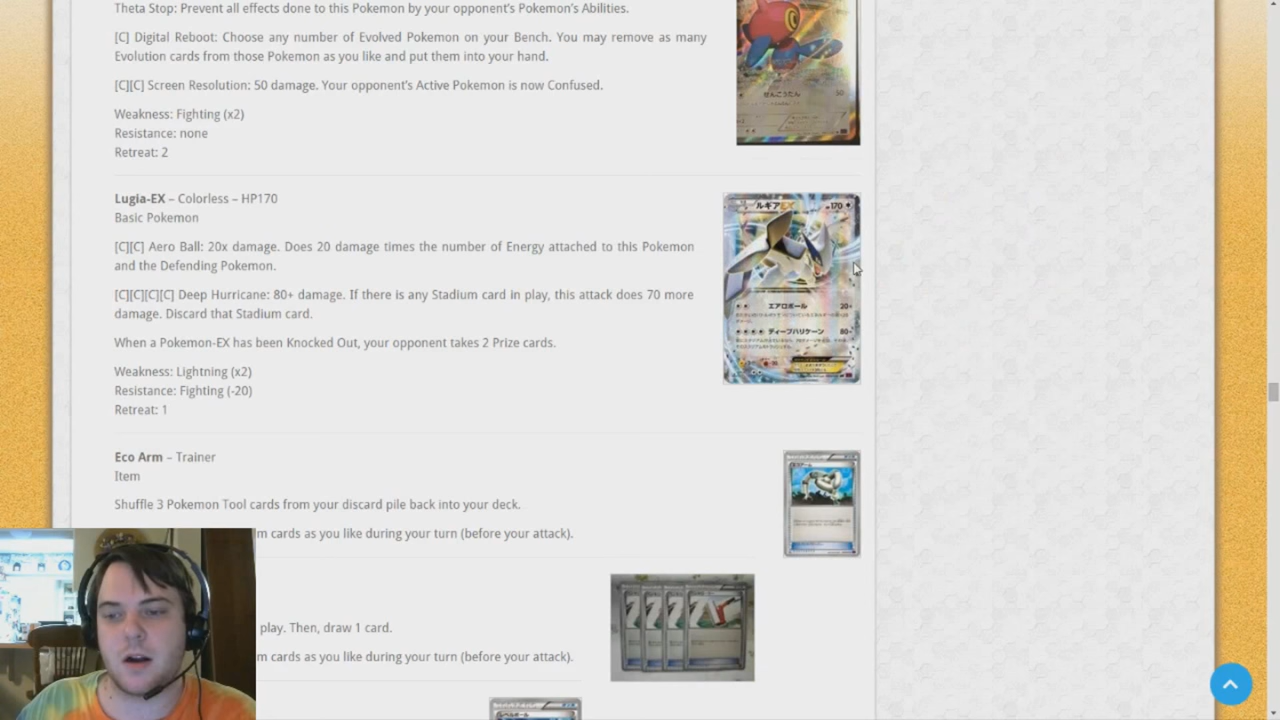 Theta Stop: Prevent all effects done to this Pokemon by your opponent's Pokemon's Abilities.
[C] Digital Reboot: Choose any number of Evolved Pokemon on your Bench. You may remove as many
Evolution cards from those Pokemon as you like and put them into your hand.
[C][C] Screen Resolution: 50 damage. Your opponent's Active Pokemon is now Confused.
Weakness: Fighting (x2)
Resistance: none
Retreat: 2
50
Lugia-EX – Colorless – HP170
Basic Pokemon
[C][C] Aero Ball: 20x damage. Does 20 damage times the number of Energy attached to this Pokemon
and the Defending Pokemon.
[C][C][C][C] Deep Hurricane: 80+ damage. If there is any Stadium card in play, this attack does 70 more
damage. Discard that Stadium card.
When a Pokemon-EX has been Knocked Out, your opponent takes 2 Prize cards.
Weakness: Lightning (x2)
Resistance: Fighting (-20)
Retreat: 1
ルギア
170
エアロボール 20×
ディープハリケーン 80+
Eco Arm – Trainer
Item
Shuffle 3 Pokemon Tool cards from your discard pile back into your deck.
m cards as you like during your turn (before your attack).
play. Then, draw 1 card.
m cards as you like during your turn (before your attack).